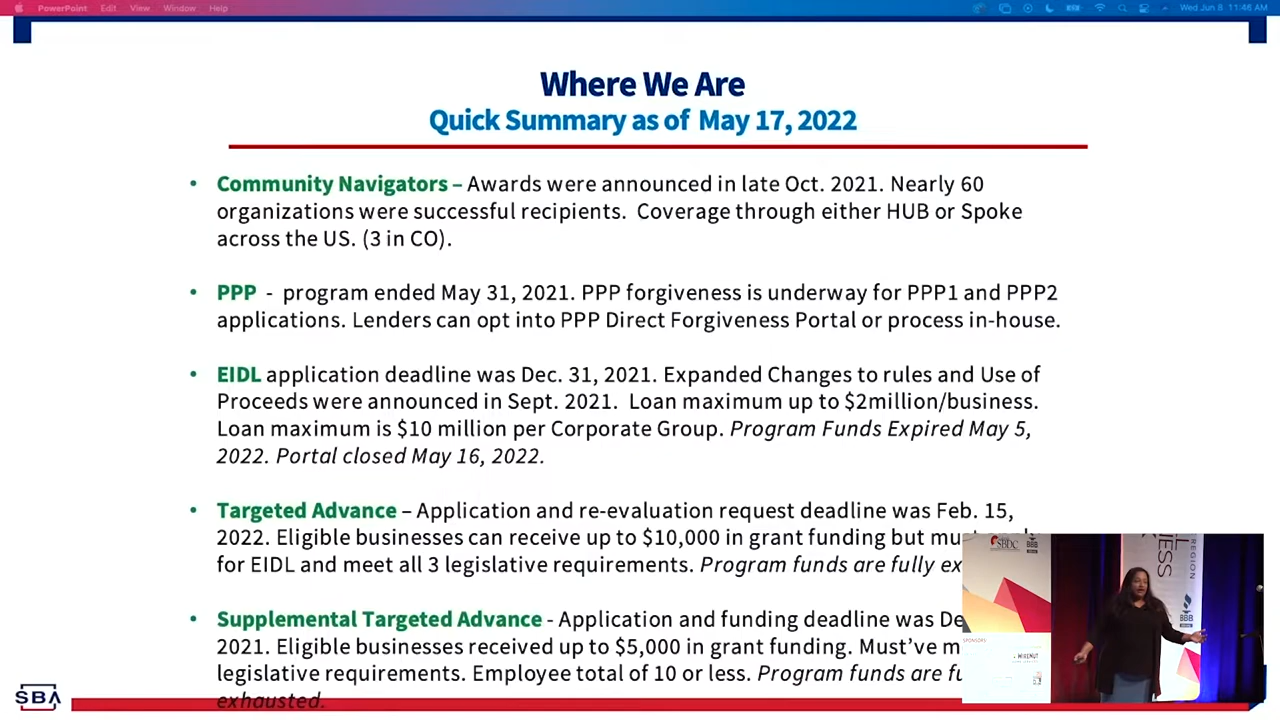 PowerPoint Edit View Window Help
Wed Jun 8 11:46 AM
Where We Are
Quick Summary as of May 17, 2022
• Community Navigators – Awards were announced in late Oct. 2021. Nearly 60
organizations were successful recipients. Coverage through either HUB or Spoke
across the US. (3 in CO).
• PPP - program ended May 31, 2021. PPP forgiveness is underway for PPP1 and PPP2
applications. Lenders can opt into PPP Direct Forgiveness Portal or process in-house.
• EIDL application deadline was Dec. 31, 2021. Expanded Changes to rules and Use of
Proceeds were announced in Sept. 2021. Loan maximum up to $2million/business.
Loan maximum is $10 million per Corporate Group. Program Funds Expired May 5,
2022. Portal closed May 16, 2022.
• Targeted Advance – Application and re-evaluation request deadline was Feb. 15,
2022. Eligible businesses can receive up to $10,000 in grant funding but
for EIDL and meet all 3 legislative requirements. Program funds are fully
• Supplemental Targeted Advance - Application and funding deadline was
2021. Eligible businesses received up to $5,000 in grant funding. Must've
legislative requirements. Employee total of 10 or less. Program funds are
exhausted.
SBA
SBDC
BBB
REGION
BBB
SPONSORS
WIRENUT